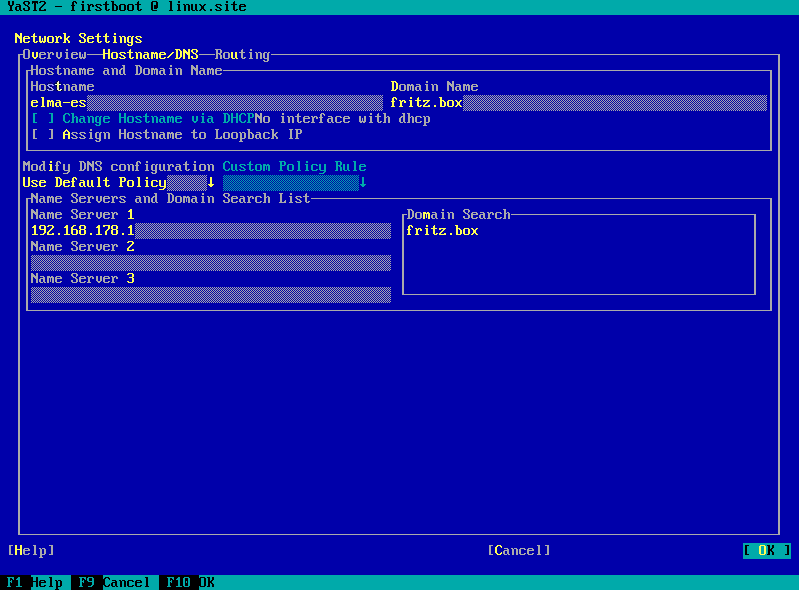 YaST2 - firstboot @ linux.site
Network Settings
Overview Hostname/DNS Routing
Hostname and Domain Name
Hostname Domain Name
elma-es fritz.box
[ ] Change Hostname via DHCPNo interface with dhcp
[ ] Assign Hostname to Loopback IP
Modify DNS configuration Custom Policy Rule
Use Default Policy↓ ↓
Name Servers and Domain Search List
Name Server 1 Domain Search
192.168.178.1 fritz.box
Name Server 2
Name Server 3
[Help] [Cancel] [ OK ]
F1 Help F9 Cancel F10 OK